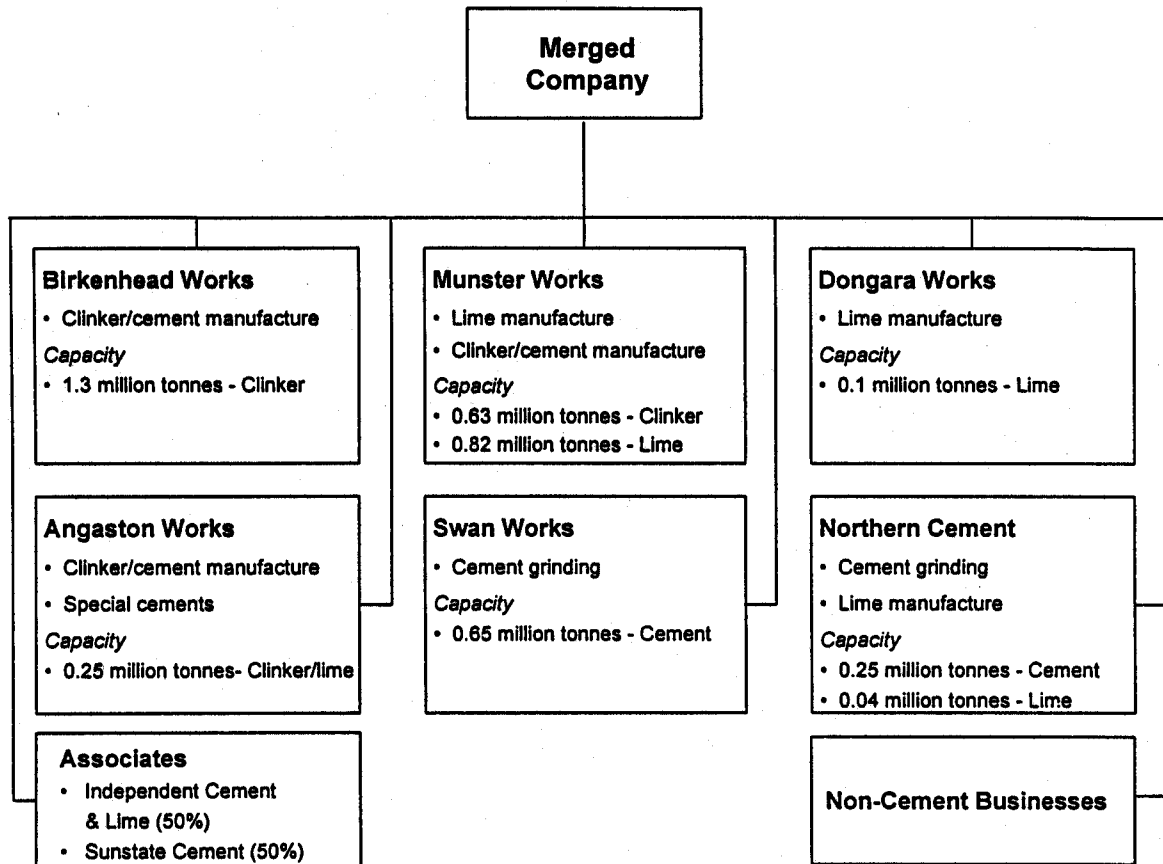 Merged
Company
Birkenhead Works
• Clinker/cement manufacture
Capacity
• 1.3 million tonnes - Clinker
Munster Works
• Lime manufacture
• Clinker/cement manufacture
Capacity
• 0.63 million tonnes - Clinker
• 0.82 million tonnes - Lime
Dongara Works
• Lime manufacture
Capacity
• 0.1 million tonnes - Lime
Angaston Works
• Clinker/cement manufacture
• Special cements
Capacity
• 0.25 million tonnes- Clinker/lime
Swan Works
• Cement grinding
Capacity
• 0.65 million tonnes - Cement
Northern Cement
• Cement grinding
• Lime manufacture
Capacity
• 0.25 million tonnes - Cement
• 0.04 million tonnes - Lime
Associates
• Independent Cement
& Lime (50%)
• Sunstate Cement (50%)
Non-Cement Businesses